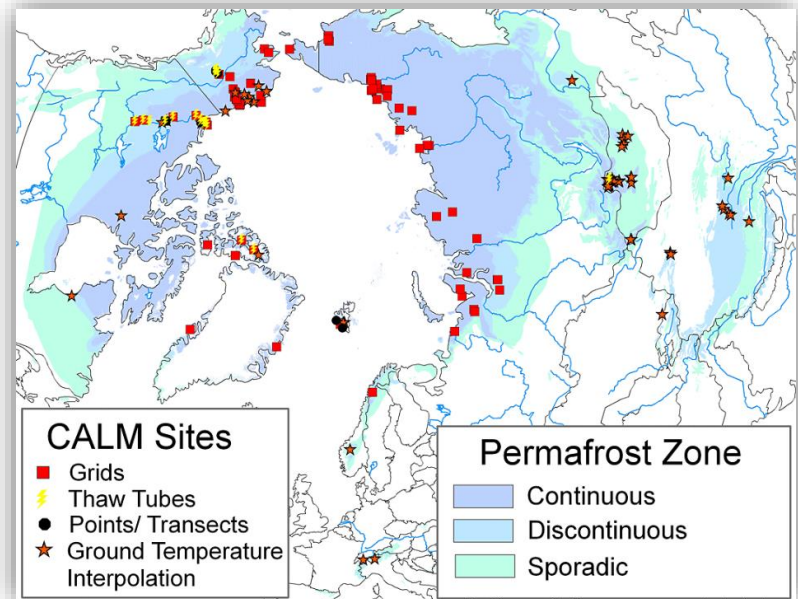 CALM Sites
Grids
Thaw Tubes
Points/ Transects
Ground Temperature
Interpolation
Permafrost Zone
Continuous
Discontinuous
Sporadic